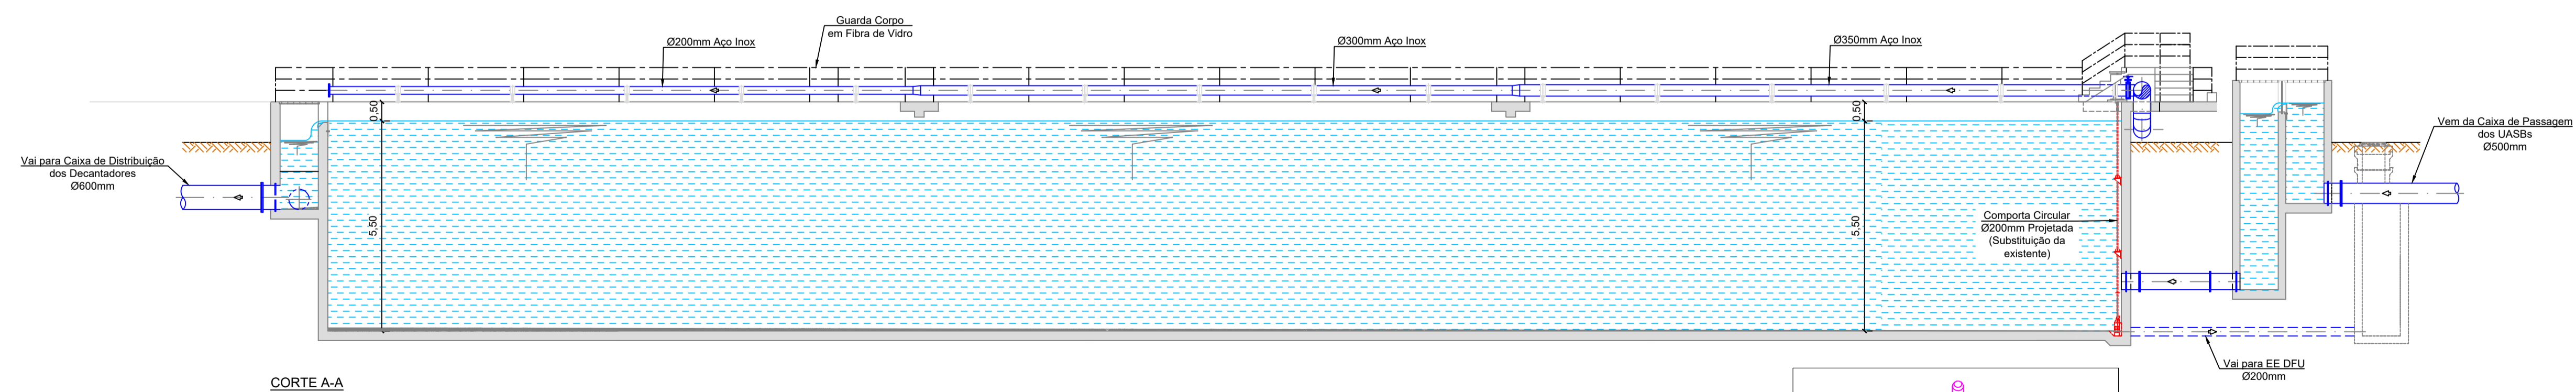 Guarda Corpo
em Fibra de Vidro
Ø200mm Aço Inox
Ø300mm Aço Inox
Ø350mm Aço Inox
0,50
0,50
Vai para Caixa de Distribuição
dos Decantadores
Ø600mm
Vem da Caixa de Passagem
dos UASBs
Ø500mm
5,50
5,50
Comporta Circular
Ø200mm Projetada
(Substituição da
existente)
Vai para EE DFU
Ø200mm
CORTE A-A